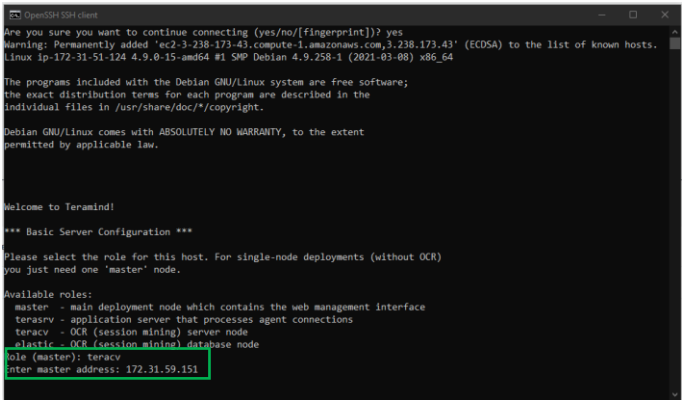 OpenSSH SSH client
Are you sure you want to continue connecting (yes/no/[fingerprint])? yes
Warning: Permanently added 'ec2-3-238-173-43.compute-1.amazonaws.com,3.238.173.43' (ECDSA) to the list of known hosts.
Linux ip-172-31-51-124 4.9.0-15-amd64 #1 SMP Debian 4.9.258-1 (2021-03-08) x86_64
The programs included with the Debian GNU/Linux system are free software;
the exact distribution terms for each program are described in the
individual files in /usr/share/doc/*/copyright.
Debian GNU/Linux comes with ABSOLUTELY NO WARRANTY, to the extent
permitted by applicable law.
Welcome to Teramind!
*** Basic Server Configuration ***
Please select the role for this host. For single-node deployments (without OCR)
you just need one 'master' node.
Available roles:
master - main deployment node which contains the web management interface
terasrv - application server that processes agent connections
teracv - OCR (session mining) server node
elastic - OCR (session mining) database node
Role (master): teracv
Enter master address: 172.31.59.151